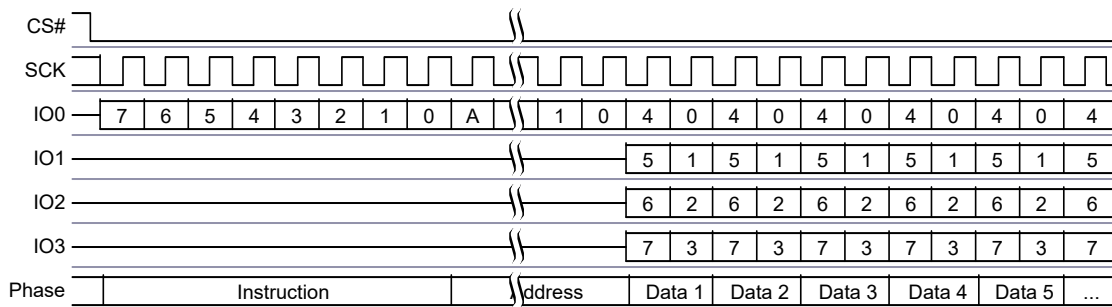 CS#
SCK
IO0 7 6 5 4 3 2 1 0 A 1 0 4 0 4 0 4 0 4 0 4 0 4
IO1 5 1 5 1 5 1 5 1 5 1 5
IO2 6 2 6 2 6 2 6 2 6 2 6
IO3 7 3 7 3 7 3 7 3 7 3 7
Phase Instruction Address Data 1 Data 2 Data 3 Data 4 Data 5 ...